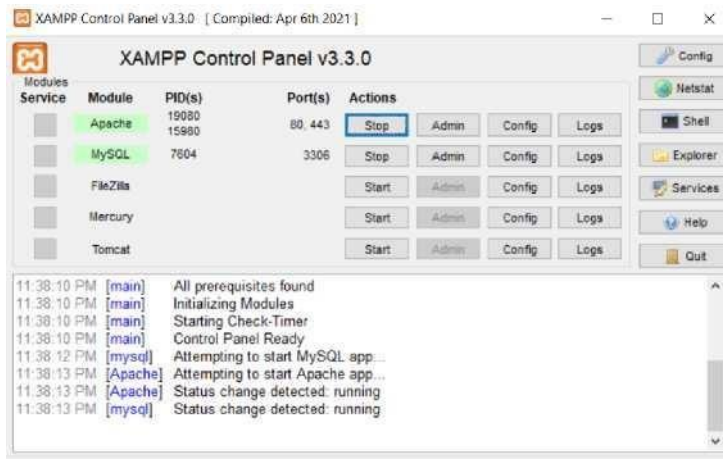 XAMPP Control Panel v3.3.0 [ Compiled: Apr 6th 2021 ]
XAMPP Control Panel v3.3.0
Config
Modules
Service Module PID(s) Port(s) Actions
Netstat
Apache 19080 15980 80, 443 Stop Admin Config Logs
Shell
MySQL 7604 3306 Stop Admin Config Logs
Explorer
FileZilla Start Admin Config Logs
Services
Mercury Start Admin Config Logs
Help
Tomcat Start Admin Config Logs
Quit
11:38:10 PM [main] All prerequisites found
11:38:10 PM [main] Initializing Modules
11:38:10 PM [main] Starting Check-Timer
11:38:10 PM [main] Control Panel Ready
11:38:12 PM [mysql] Attempting to start MySQL app...
11:38:13 PM [Apache] Attempting to start Apache app...
11:38:13 PM [Apache] Status change detected: running
11:38:13 PM [mysql] Status change detected: running